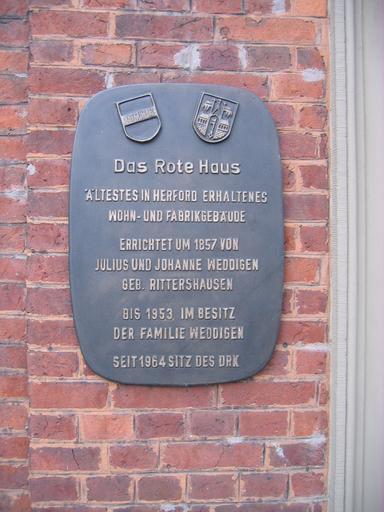 Das Rote Haus
ÄLTESTES IN HERFORD ERHALTENES
WOHN- UND FABRIKGEBÄUDE
ERRICHTET UM 1857 VON
JULIUS UND JOHANNE WEDDIGEN
GEB. RITTERSHAUSEN
BIS 1953 IM BESITZ
DER FAMILIE WEDDIGEN
SEIT 1964 SITZ DES DRK